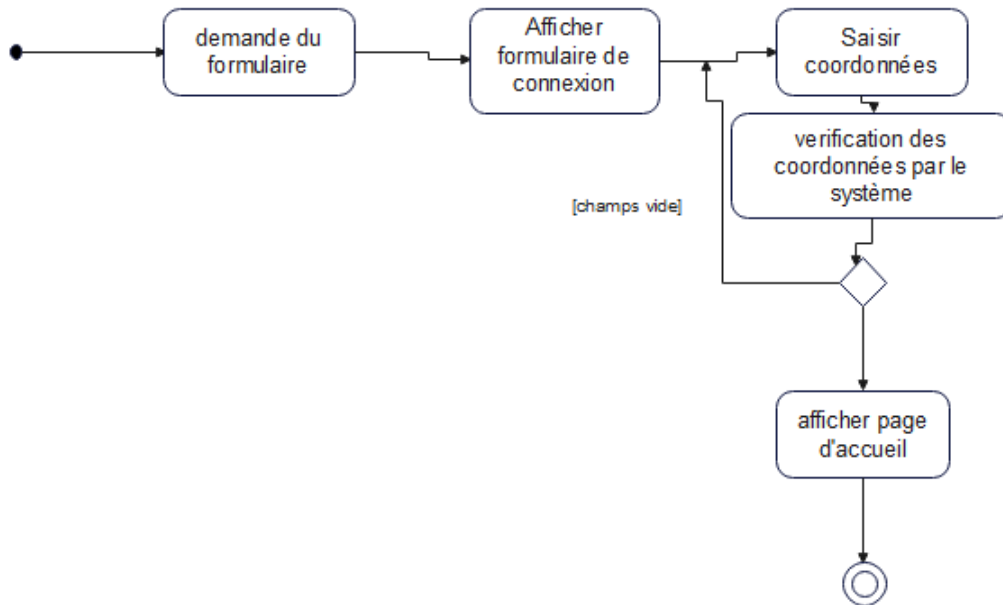 demande du
formulaire
Afficher
formulaire de
connexion
Saisir
coordonnées
verification des
coordonnées par le
système
[champs vide]
afficher page
d'accueil